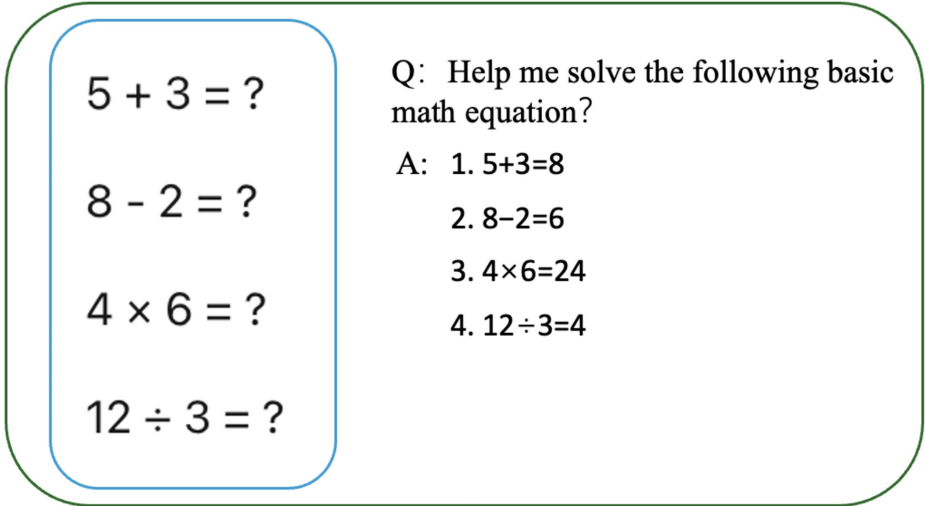 5 + 3 = ?
8 - 2 = ?
4 × 6 = ?
12 ÷ 3 = ?
Q: Help me solve the following basic
math equation?
A: 1. 5+3=8
2. 8−2=6
3. 4×6=24
4. 12÷3=4